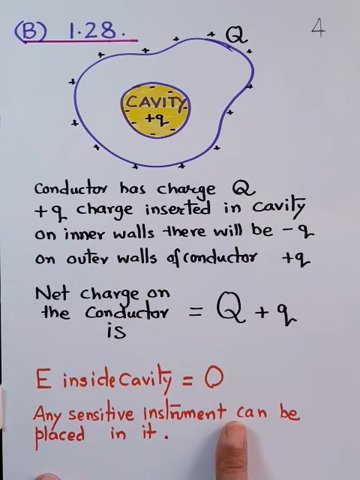 (B) 1.28.
4
Q
CAVITY
+q
Conductor has charge Q
+q charge inserted in cavity
on inner walls there will be -q
on outer walls of conductor +q
Net charge on
the conductor = Q + q
is
E inside cavity = 0
Any sensitive instrument can be
placed in it.